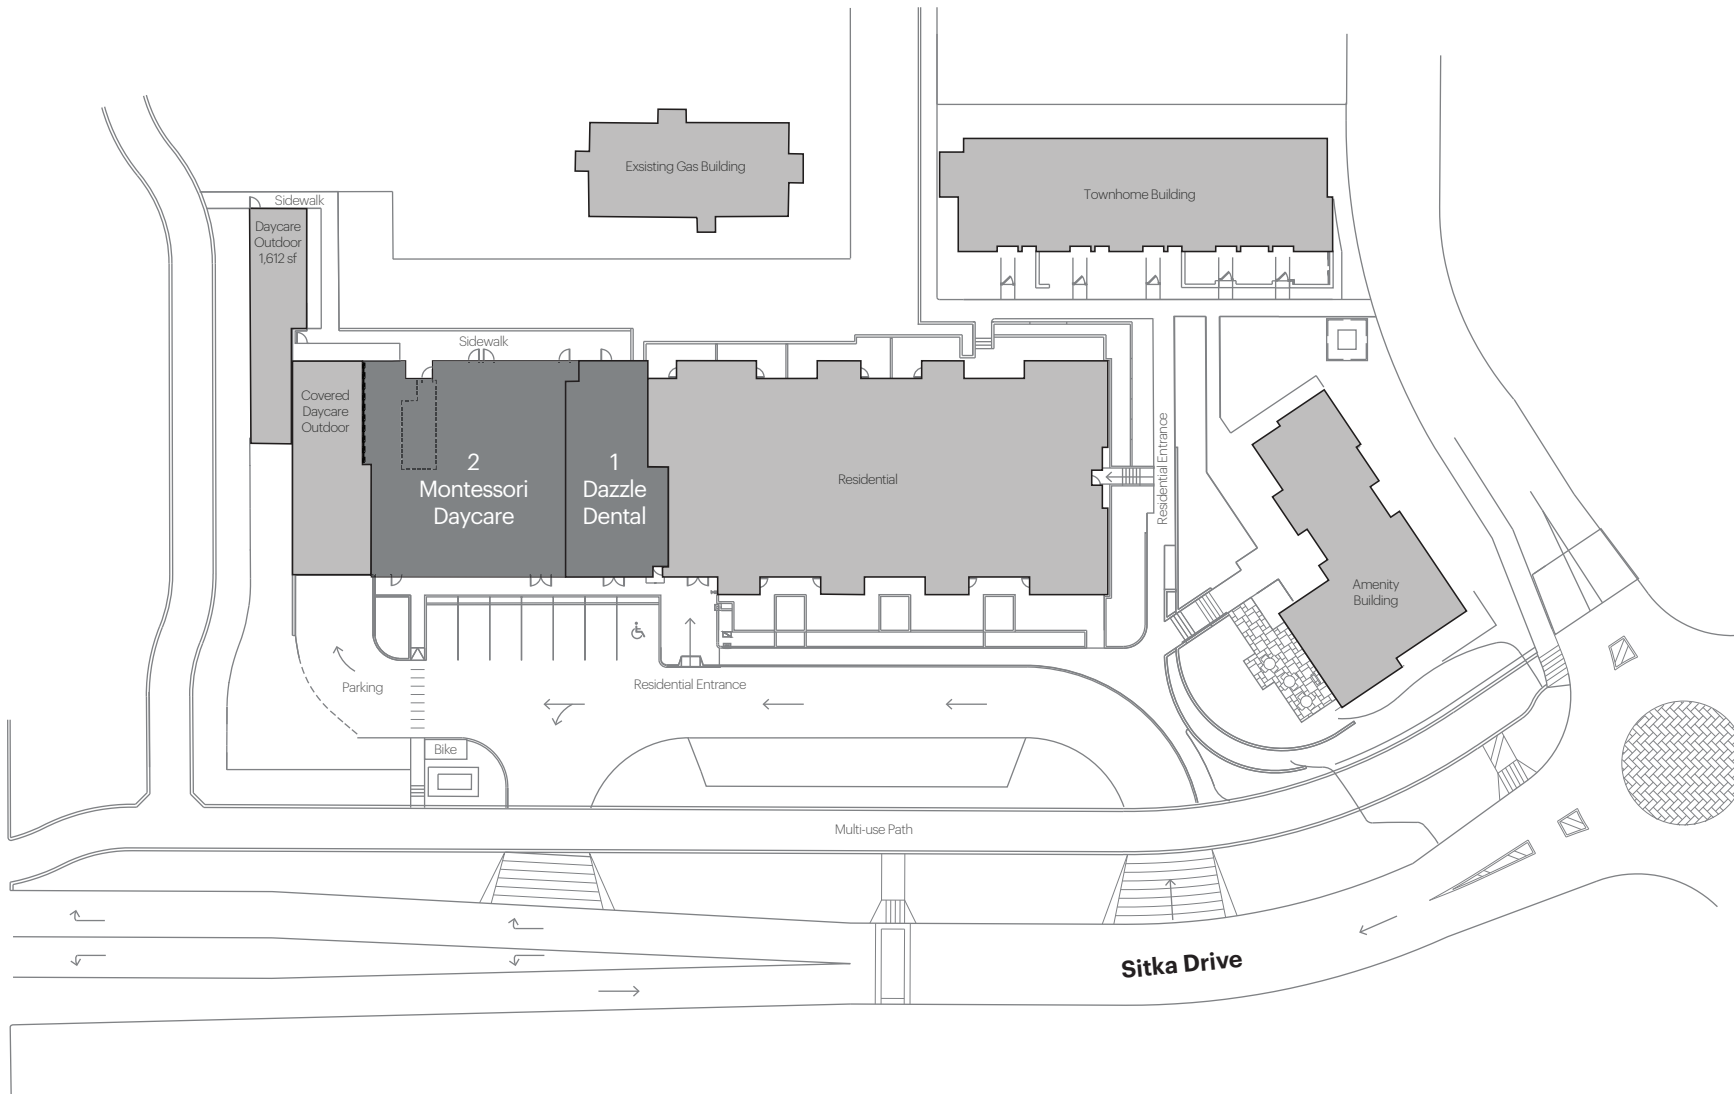 Exsisting Gas Building
Townhome Building
Sidewalk
Daycare
Outdoor
1,612 sf
Sidewalk
Covered
Daycare
Outdoor
2
Montessori
Daycare
1
Dazzle
Dental
Residential
Residential Entrance
Amenity
Building
Parking
Residential Entrance
Bike
Multi-use Path
Sitka Drive